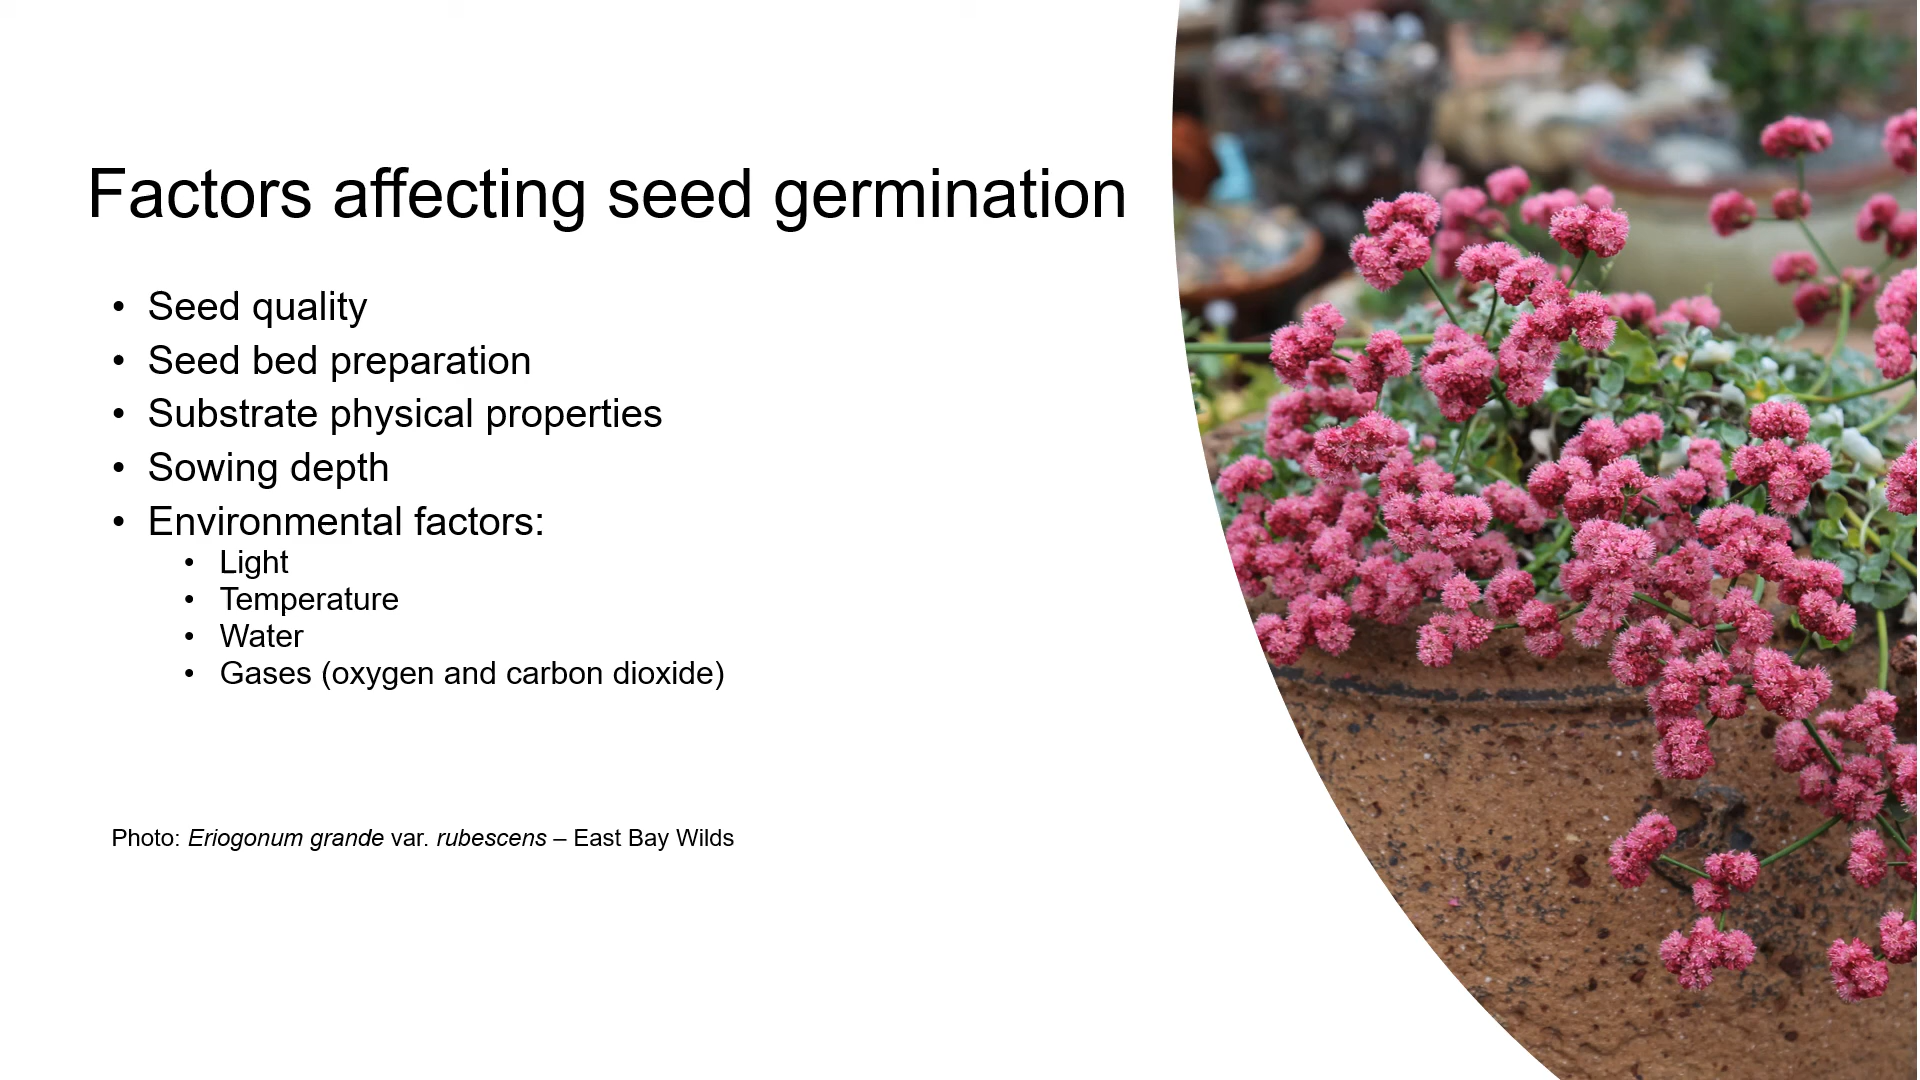 Factors affecting seed germination
• Seed quality
• Seed bed preparation
• Substrate physical properties
• Sowing depth
• Environmental factors:
• Light
• Temperature
• Water
• Gases (oxygen and carbon dioxide)
Photo: Eriogonum grande var. rubescens – East Bay Wilds